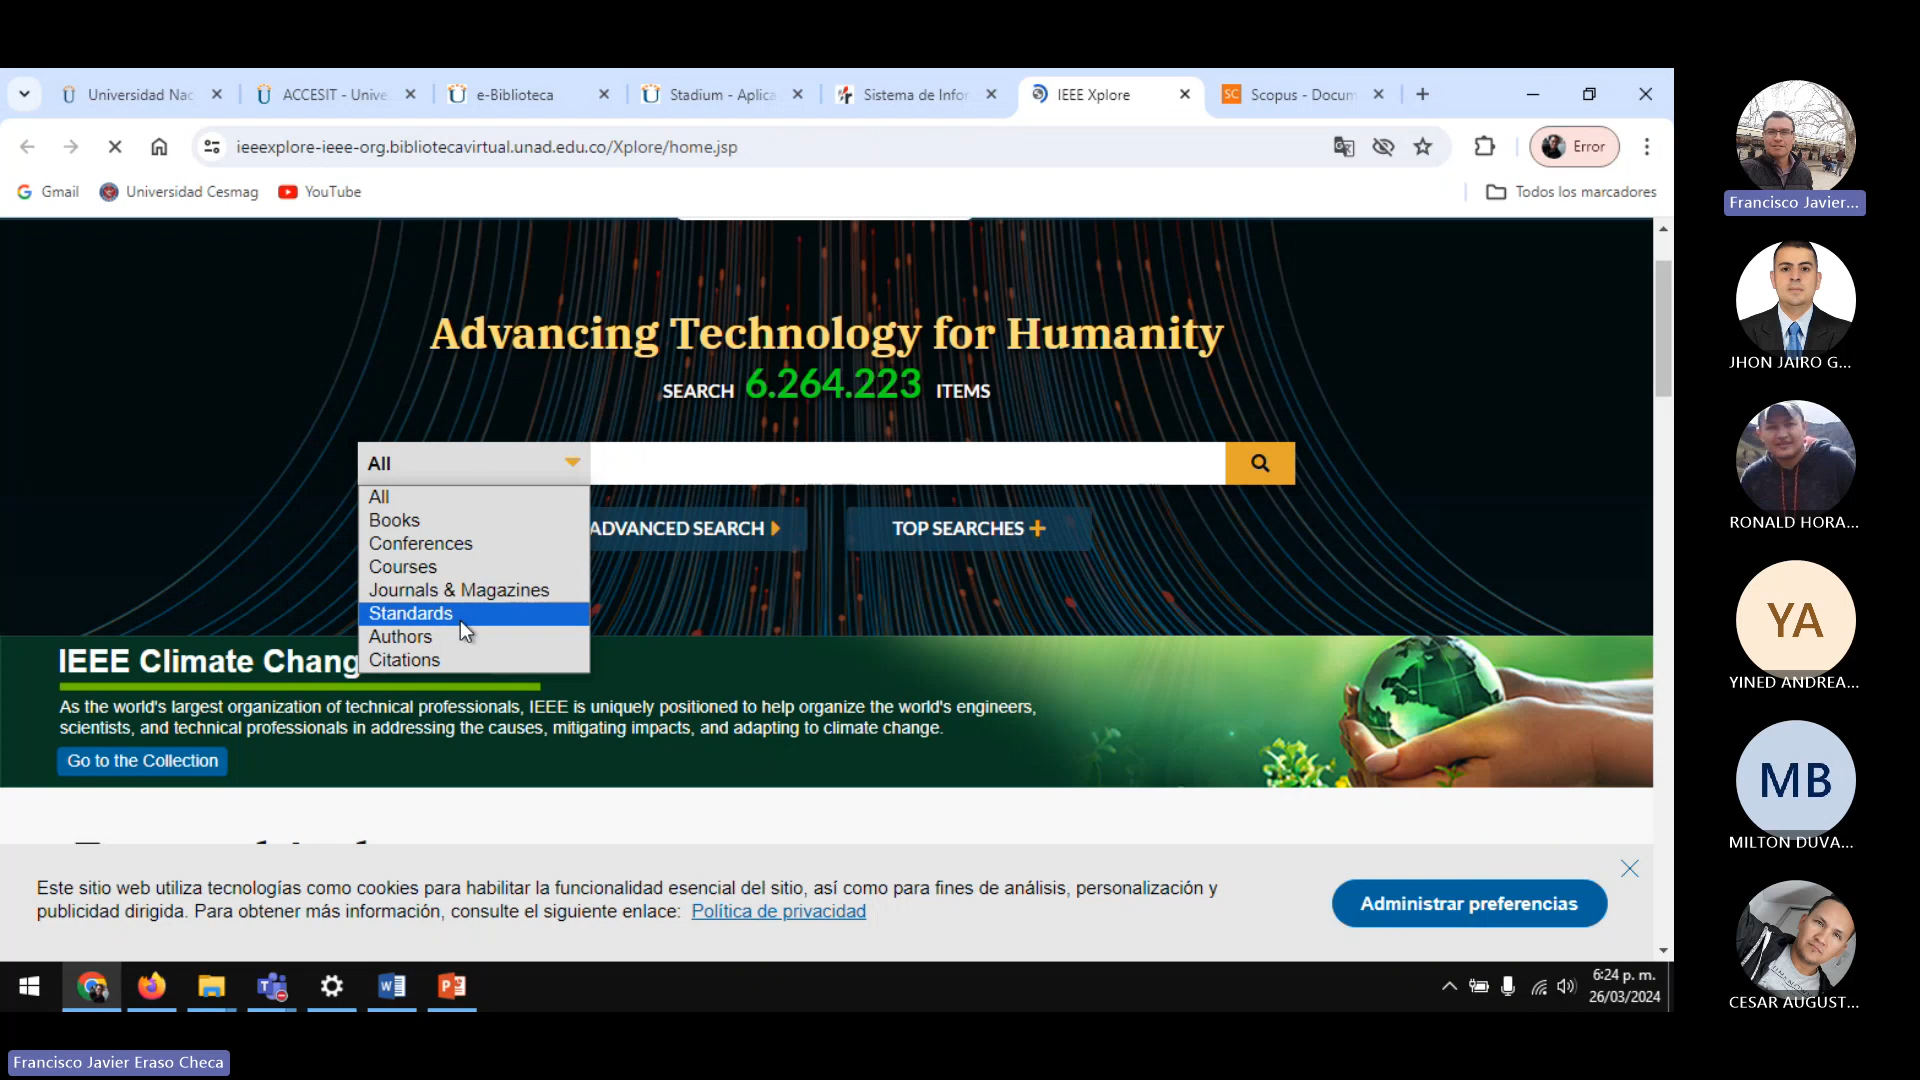 Universidad Nac
ACCESIT - Unive
e-Biblioteca
Stadium - Aplica
Sistema de Infor
IEEE Xplore
SC
Scopus - Docum
ieeexplore-ieee-org.bibliotecavirtual.unad.edu.co/Xplore/home.jsp
Error
Gmail
Universidad Cesmag
YouTube
Todos los marcadores
Advancing Technology for Humanity
SEARCH 6.264.223 ITEMS
All
All
Books
Conferences
Courses
Journals & Magazines
Standards
Authors
Citations
ADVANCED SEARCH
TOP SEARCHES
IEEE Climate Chang
As the world's largest organization of technical professionals, IEEE is uniquely positioned to help organize the world's engineers,
scientists, and technical professionals in addressing the causes, mitigating impacts, and adapting to climate change.
Go to the Collection
Este sitio web utiliza tecnologías como cookies para habilitar la funcionalidad esencial del sitio, así como para fines de análisis, personalización y
publicidad dirigida. Para obtener más información, consulte el siguiente enlace: Política de privacidad
Administrar preferencias
6:24 p. m.
26/03/2024
Francisco Javier Eraso Checa
Francisco Javier...
JHON JAIRO G...
RONALD HORA...
YA
YINED ANDREA...
MB
MILTON DUVA...
CESAR AUGUST...